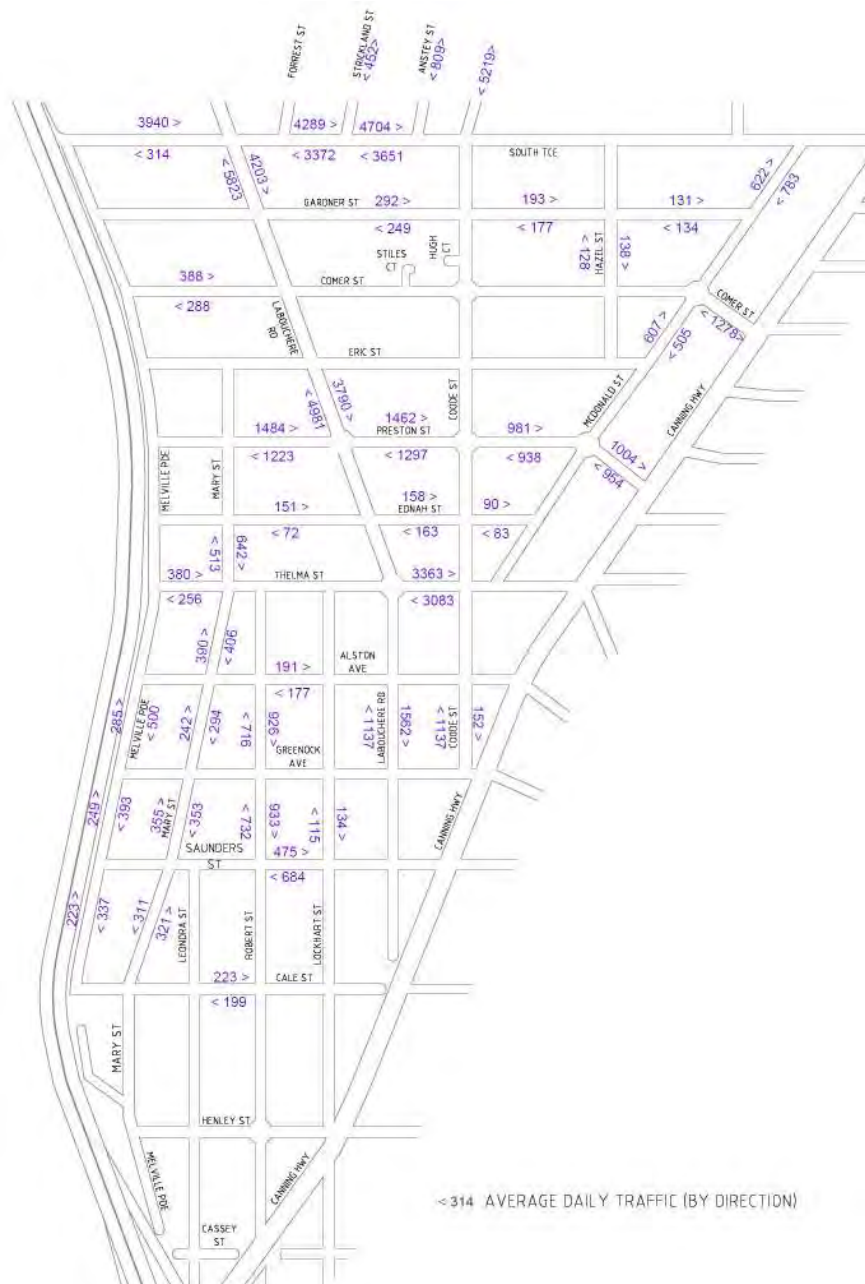 FORREST ST
STRICKLAND ST
< 452>
ANSTEY ST
< 809>
< 5219>
3940 >
4289 >
4704 >
< 314
< 3372
< 3651
SOUTH TCE
< 5823
4203 >
622 >
< 783
GARDNER ST
292 >
193 >
131 >
< 249
< 177
< 134
STILES CT
HUGH CT
< 128
HAZEL ST
138 >
388 >
COMER ST
< 288
COMER ST
< 1278>
LABOUCHERE RD
ERIC ST
607 >
< 505
< 4981
3790 >
COODE ST
MCDONALD ST
CANNING HWY
1484 >
1462 >
PRESTON ST
981 >
< 1223
< 1297
< 938
1004 >
< 954
MELVILLE PDE
MARY ST
151 >
158 >
EDNAH ST
90 >
< 72
< 163
< 83
< 513
642 >
380 >
THELMA ST
3363 >
< 256
< 3083
390 >
< 406
ALSTON AVE
191 >
< 177
285 >
MELVILLE PDE
< 500
242 >
< 294
< 716
926 >
GREENOCK AVE
< 1137
LABOUCHERE RD
1562 >
< 1137
COODE ST
152 >
249 >
< 393
355 >
MARY ST
< 353
< 732
933 >
< 115
134 >
CANNING HWY
SAUNDERS ST
475 >
< 684
223 >
< 337
< 311
321 >
LEONDRA ST
ROBERT ST
LOCKHART ST
223 >
CALE ST
< 199
MARY ST
HENLEY ST
MELVILLE PDE
CANNING HWY
CASSEY ST
< 314 AVERAGE DAILY TRAFFIC (BY DIRECTION)